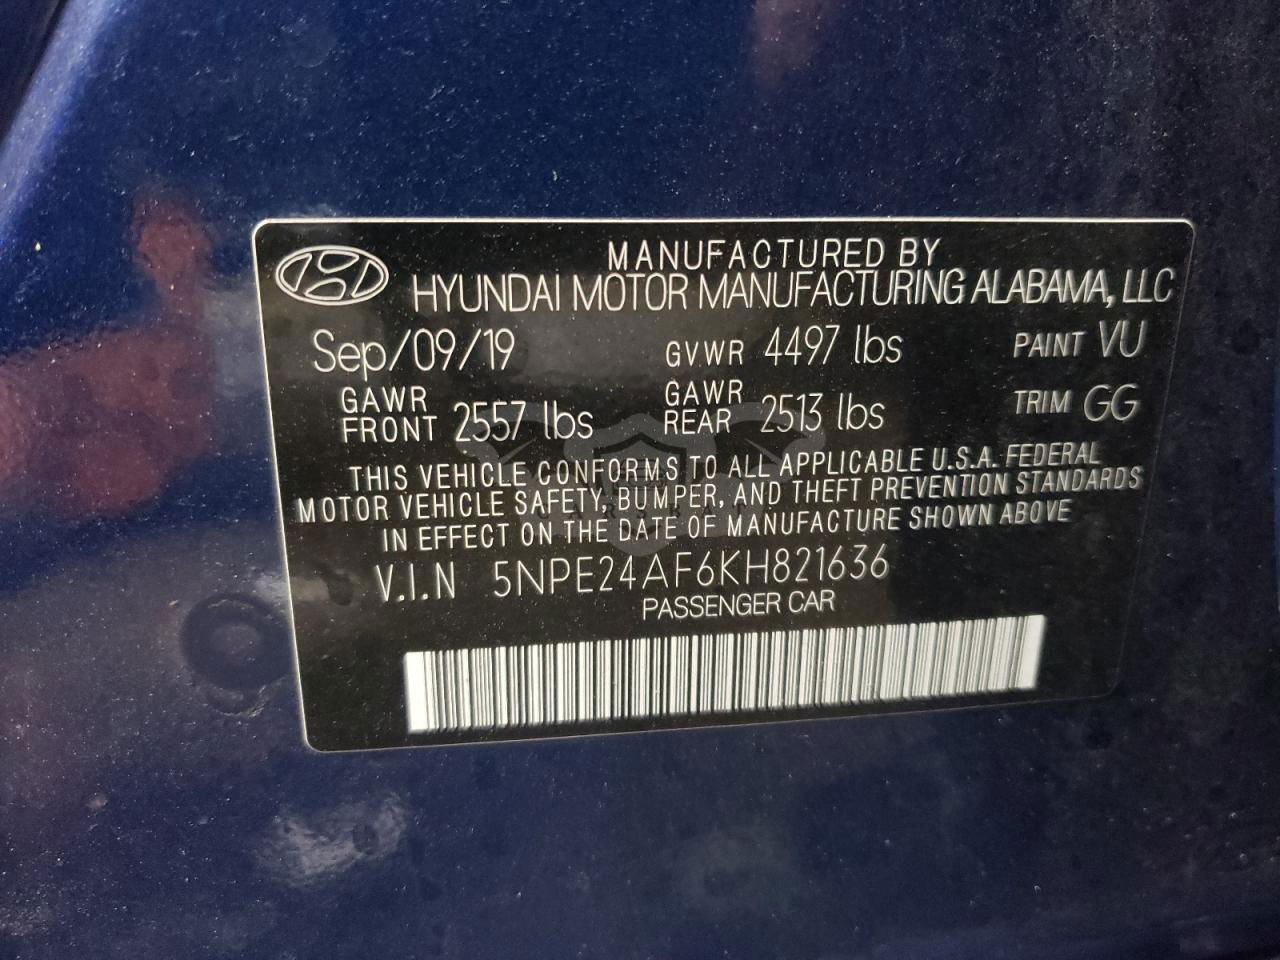 MANUFACTURED BY
HYUNDAI MOTOR MANUFACTURING ALABAMA, LLC
Sep/09/19 GVWR 4497 lbs PAINT VU
GAWR FRONT 2557 lbs GAWR REAR 2513 lbs TRIM GG
THIS VEHICLE CONFORMS TO ALL APPLICABLE U.S.A. FEDERAL
MOTOR VEHICLE SAFETY, BUMPER, AND THEFT PREVENTION STANDARDS
IN EFFECT ON THE DATE OF MANUFACTURE SHOWN ABOVE
V.I.N 5NPE24AF6KH821636
PASSENGER CAR